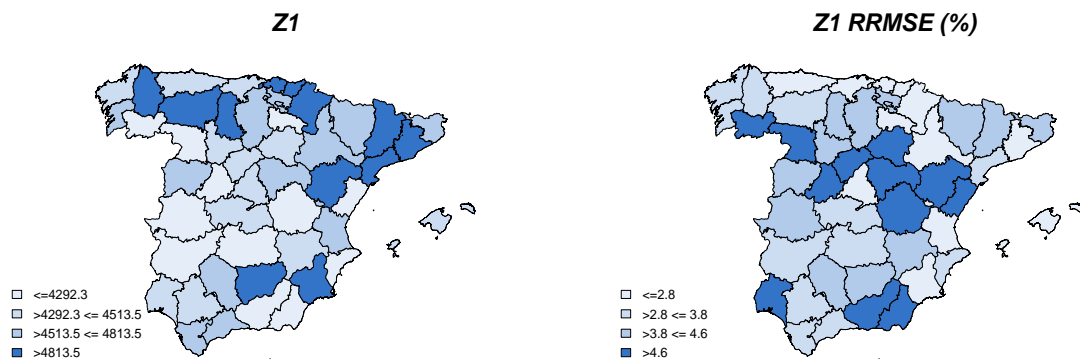 Z1
<=4292.3
>4292.3 <= 4513.5
>4513.5 <= 4813.5
>4813.5
Z1 RRMSE (%)
<=2.8
>2.8 <= 3.8
>3.8 <= 4.6
>4.6